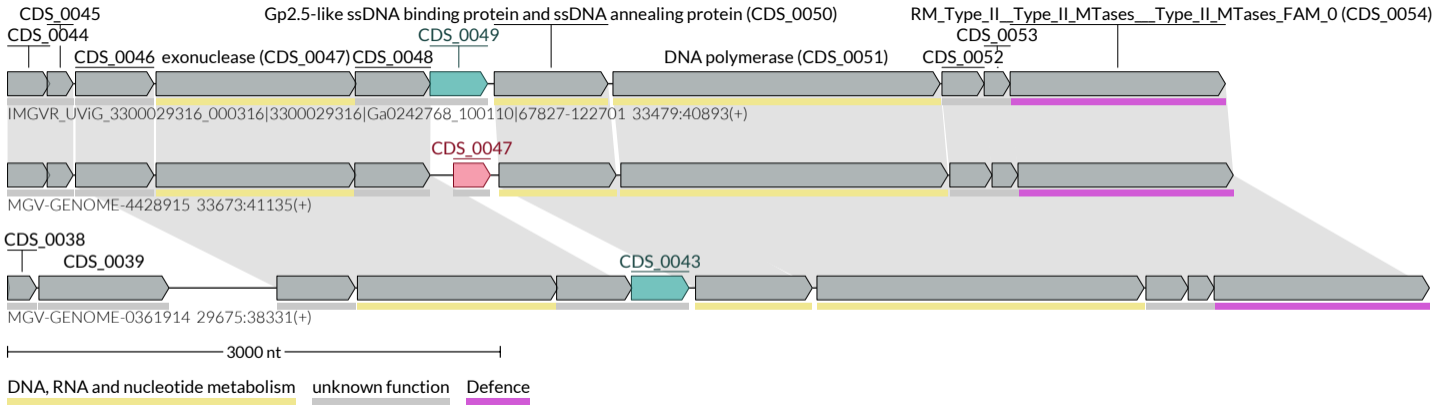 CDS_0045
Gp2.5-like ssDNA binding protein and ssDNA annealing protein (CDS_0050)
RM_Type_II__Type_II_MTases___Type_II_MTases_FAM_0 (CDS_0054)
CDS_0044
CDS_0049
CDS_0053
CDS_0046
exonuclease (CDS_0047)
CDS_0048
DNA polymerase (CDS_0051)
CDS_0052
IMGVR_UViG_3300029316_000316|3300029316|Ga0242768_100110|67827-122701 33479:40893(+)
CDS_0047
MGV-GENOME-4428915 33673:41135(+)
CDS_0038
CDS_0039
CDS_0043
MGV-GENOME-0361914 29675:38331(+)
3000 nt
DNA, RNA and nucleotide metabolism
unknown function
Defence